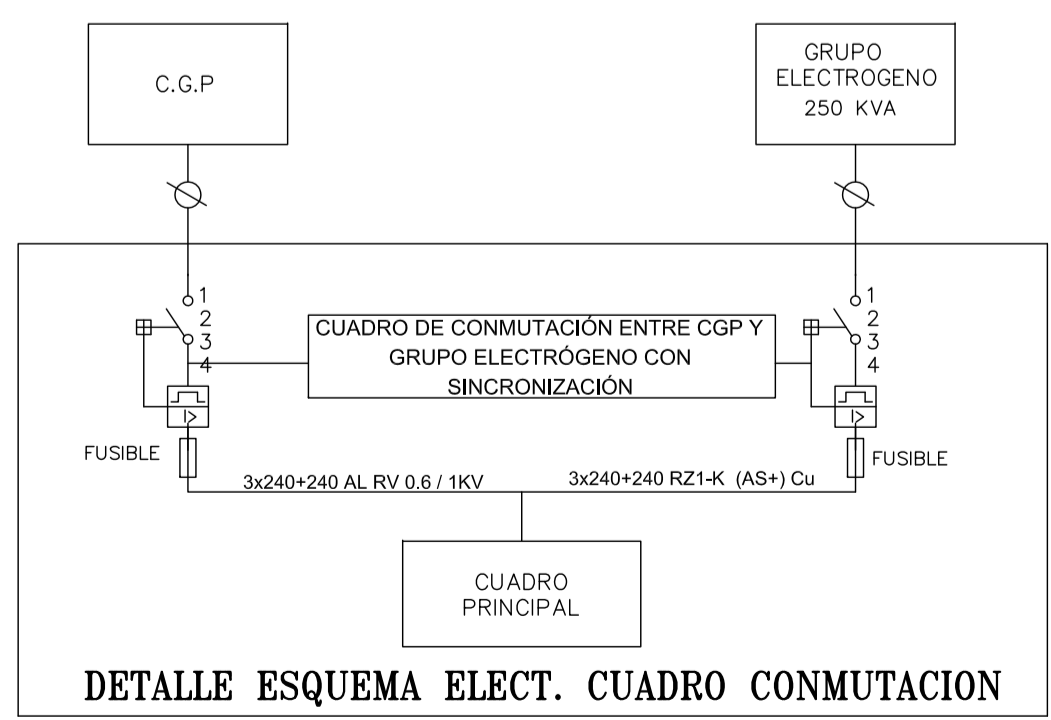 C.G.P
GRUPO
ELECTROGENO
250 KVA
1
2
3
4
1
2
3
4
CUADRO DE CONMUTACIÓN ENTRE CGP Y
GRUPO ELECTRÓGENO CON
SINCRONIZACIÓN
I>
I>
FUSIBLE
FUSIBLE
3x240+240 AL RV 0.6 / 1KV
3x240+240 RZ1-K (AS+) Cu
CUADRO
PRINCIPAL
DETALLE ESQUEMA ELECT. CUADRO CONMUTACION